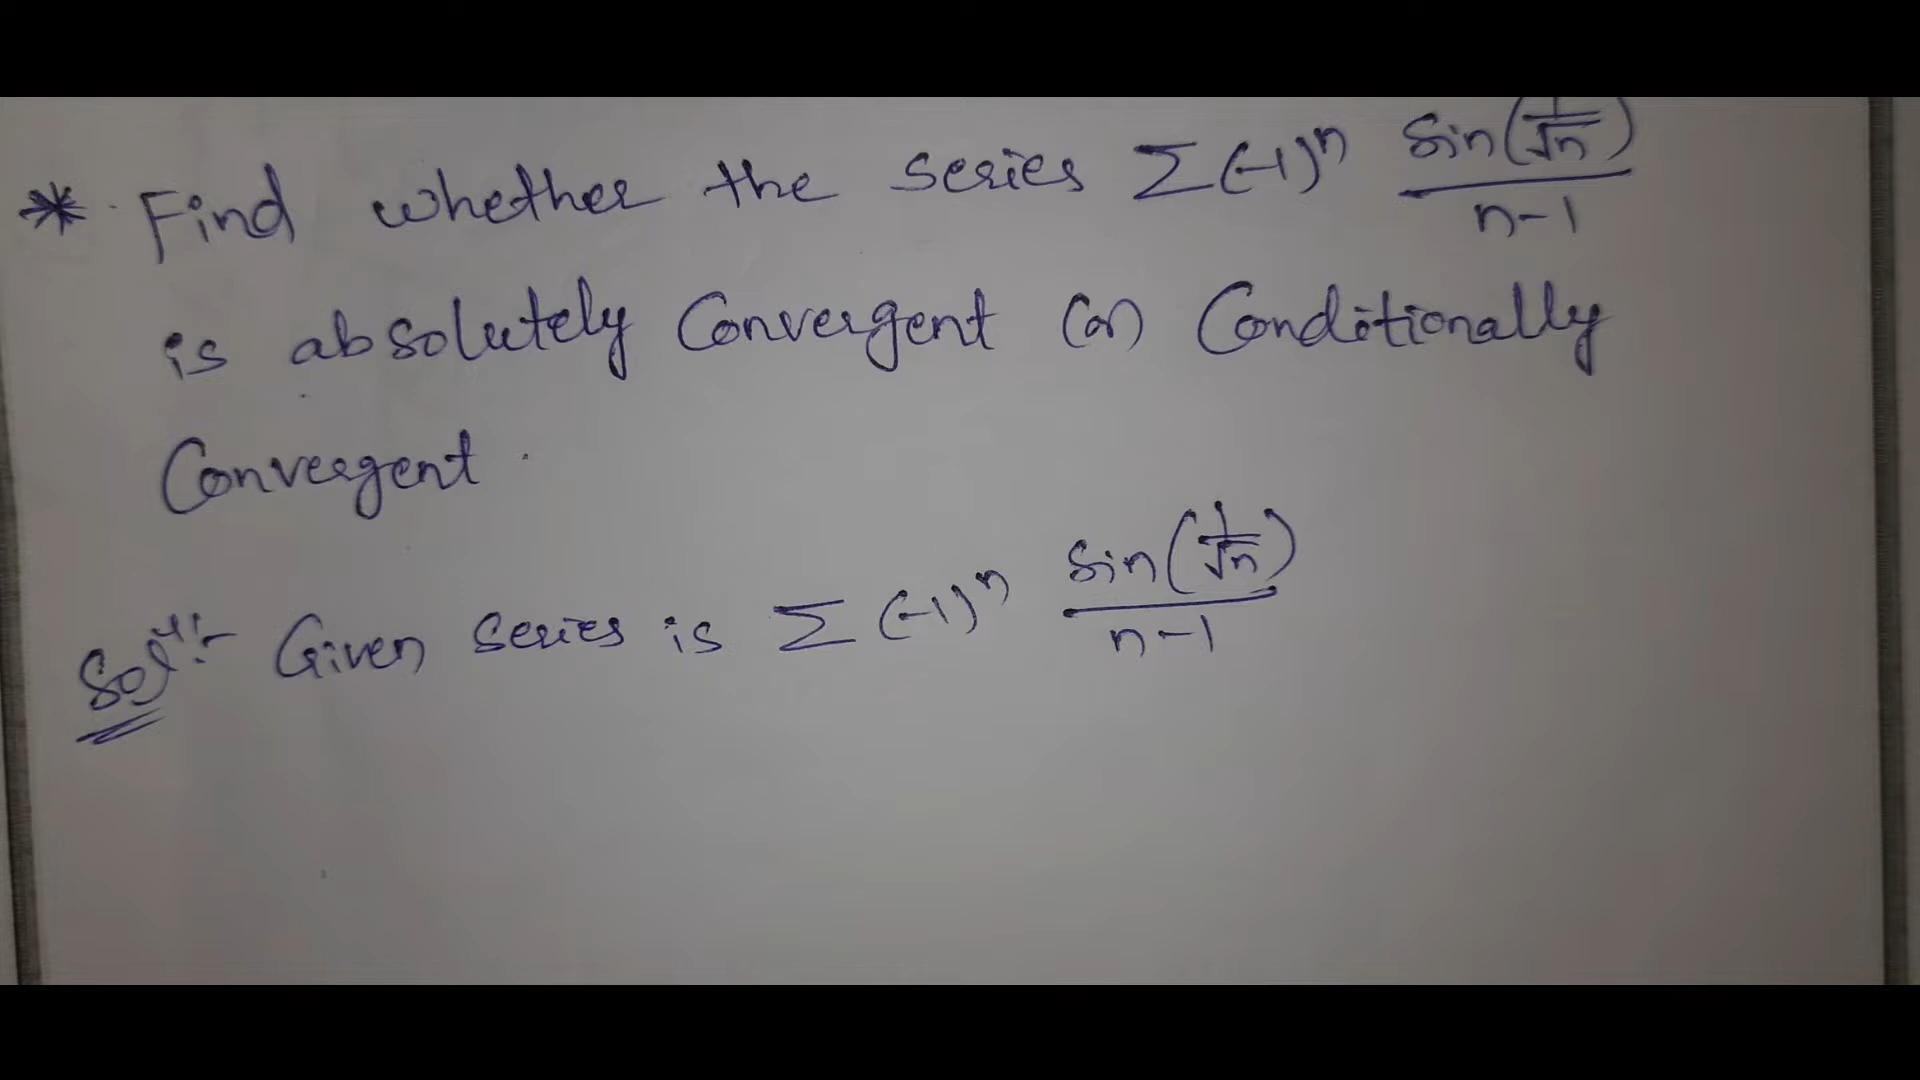 * Find whether the series Σ(-1)^n sin(1/√n)/(n-1)
is absolutely Convergent (or) Conditionally
Convergent.
Sol:- Given series is Σ(-1)^n sin(1/√n)/(n-1)